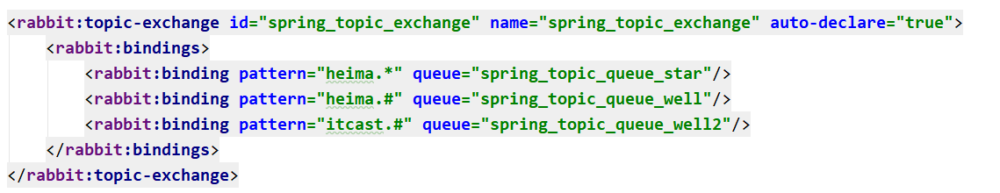 <rabbit:topic-exchange id="spring_topic_exchange" name="spring_topic_exchange" auto-declare="true">
    <rabbit:bindings>
        <rabbit:binding pattern="heima.*" queue="spring_topic_queue_star"/>
        <rabbit:binding pattern="heima.#" queue="spring_topic_queue_well"/>
        <rabbit:binding pattern="itcast.#" queue="spring_topic_queue_well2"/>
    </rabbit:bindings>
</rabbit:topic-exchange>